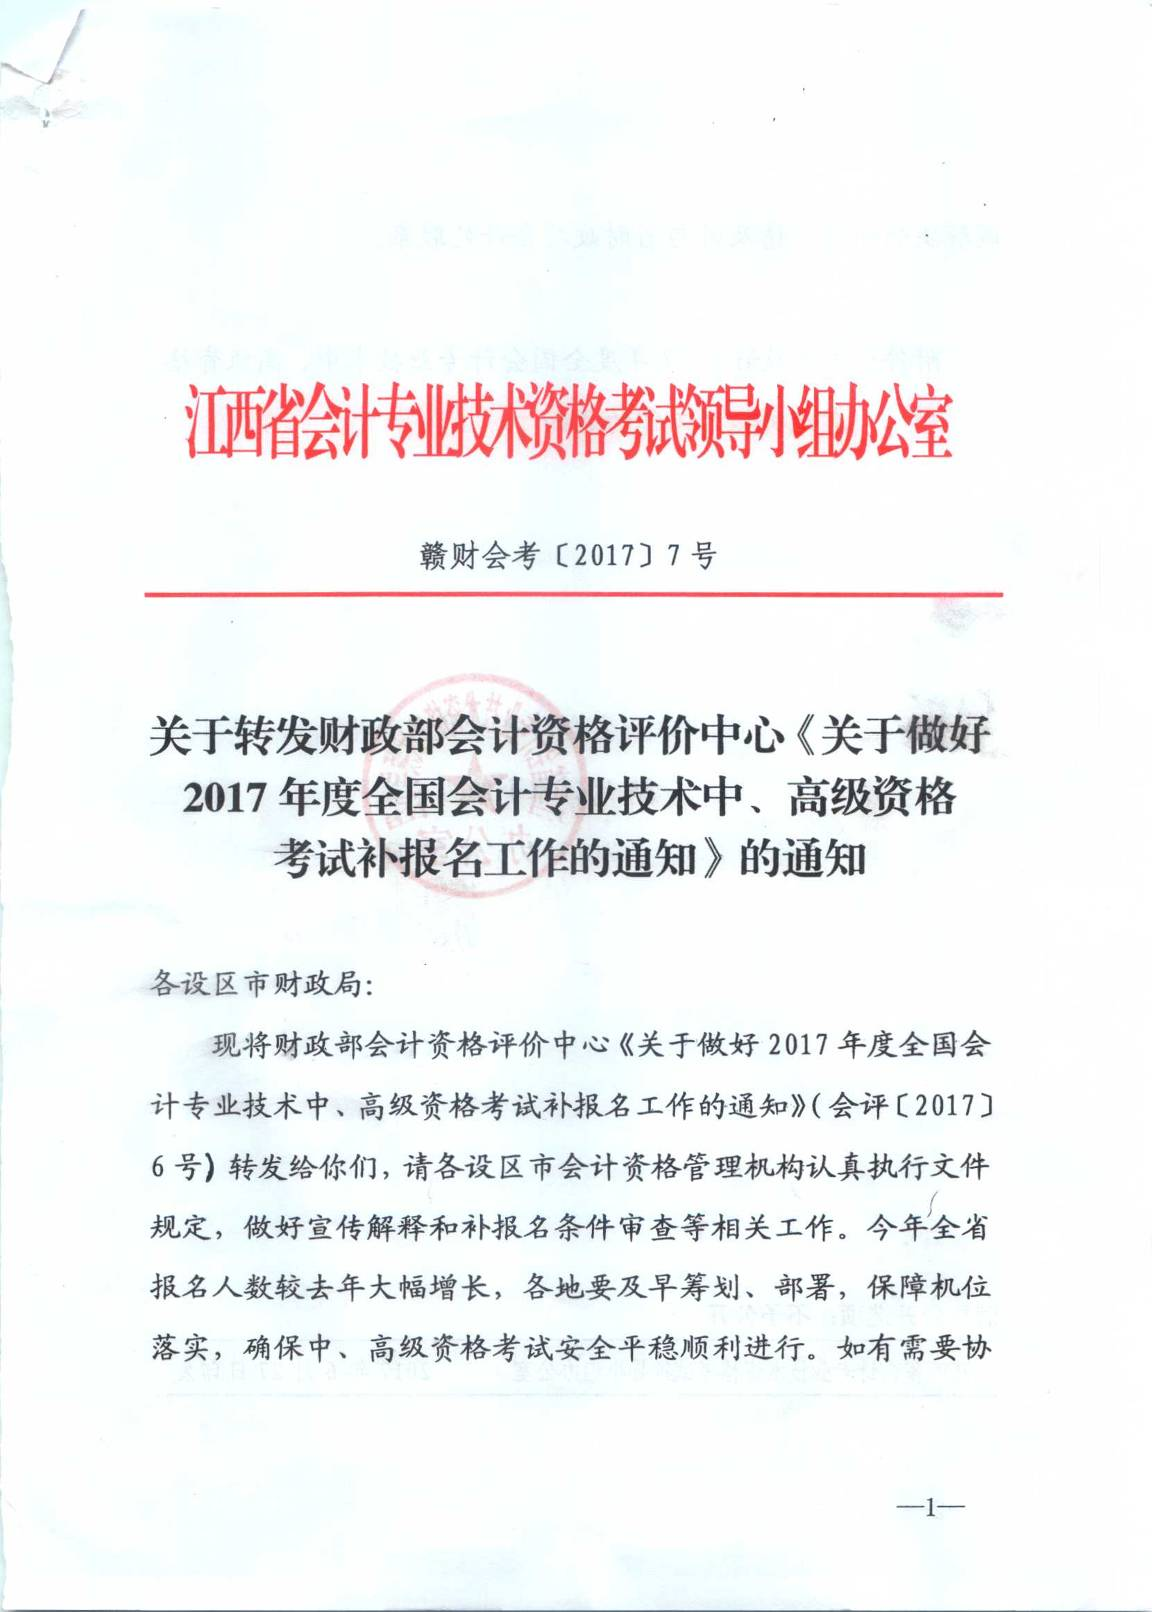 江西省会计专业技术资格考试领导小组办公室
赣财会考〔2017〕7号
关于转发财政部会计资格评价中心《关于做好
2017年度全国会计专业技术中、高级资格
考试补报名工作的通知》的通知
各设区市财政局：
现将财政部会计资格评价中心《关于做好2017年度全国会
计专业技术中、高级资格考试补报名工作的通知》（会评〔2017〕
6号）转发给你们，请各设区市会计资格管理机构认真执行文件
规定，做好宣传解释和补报名条件审查等相关工作。今年全省
报名人数较去年大幅增长，各地要及早筹划、部署，保障机位
落实，确保中、高级资格考试安全平稳顺利进行。如有需要协
—1—